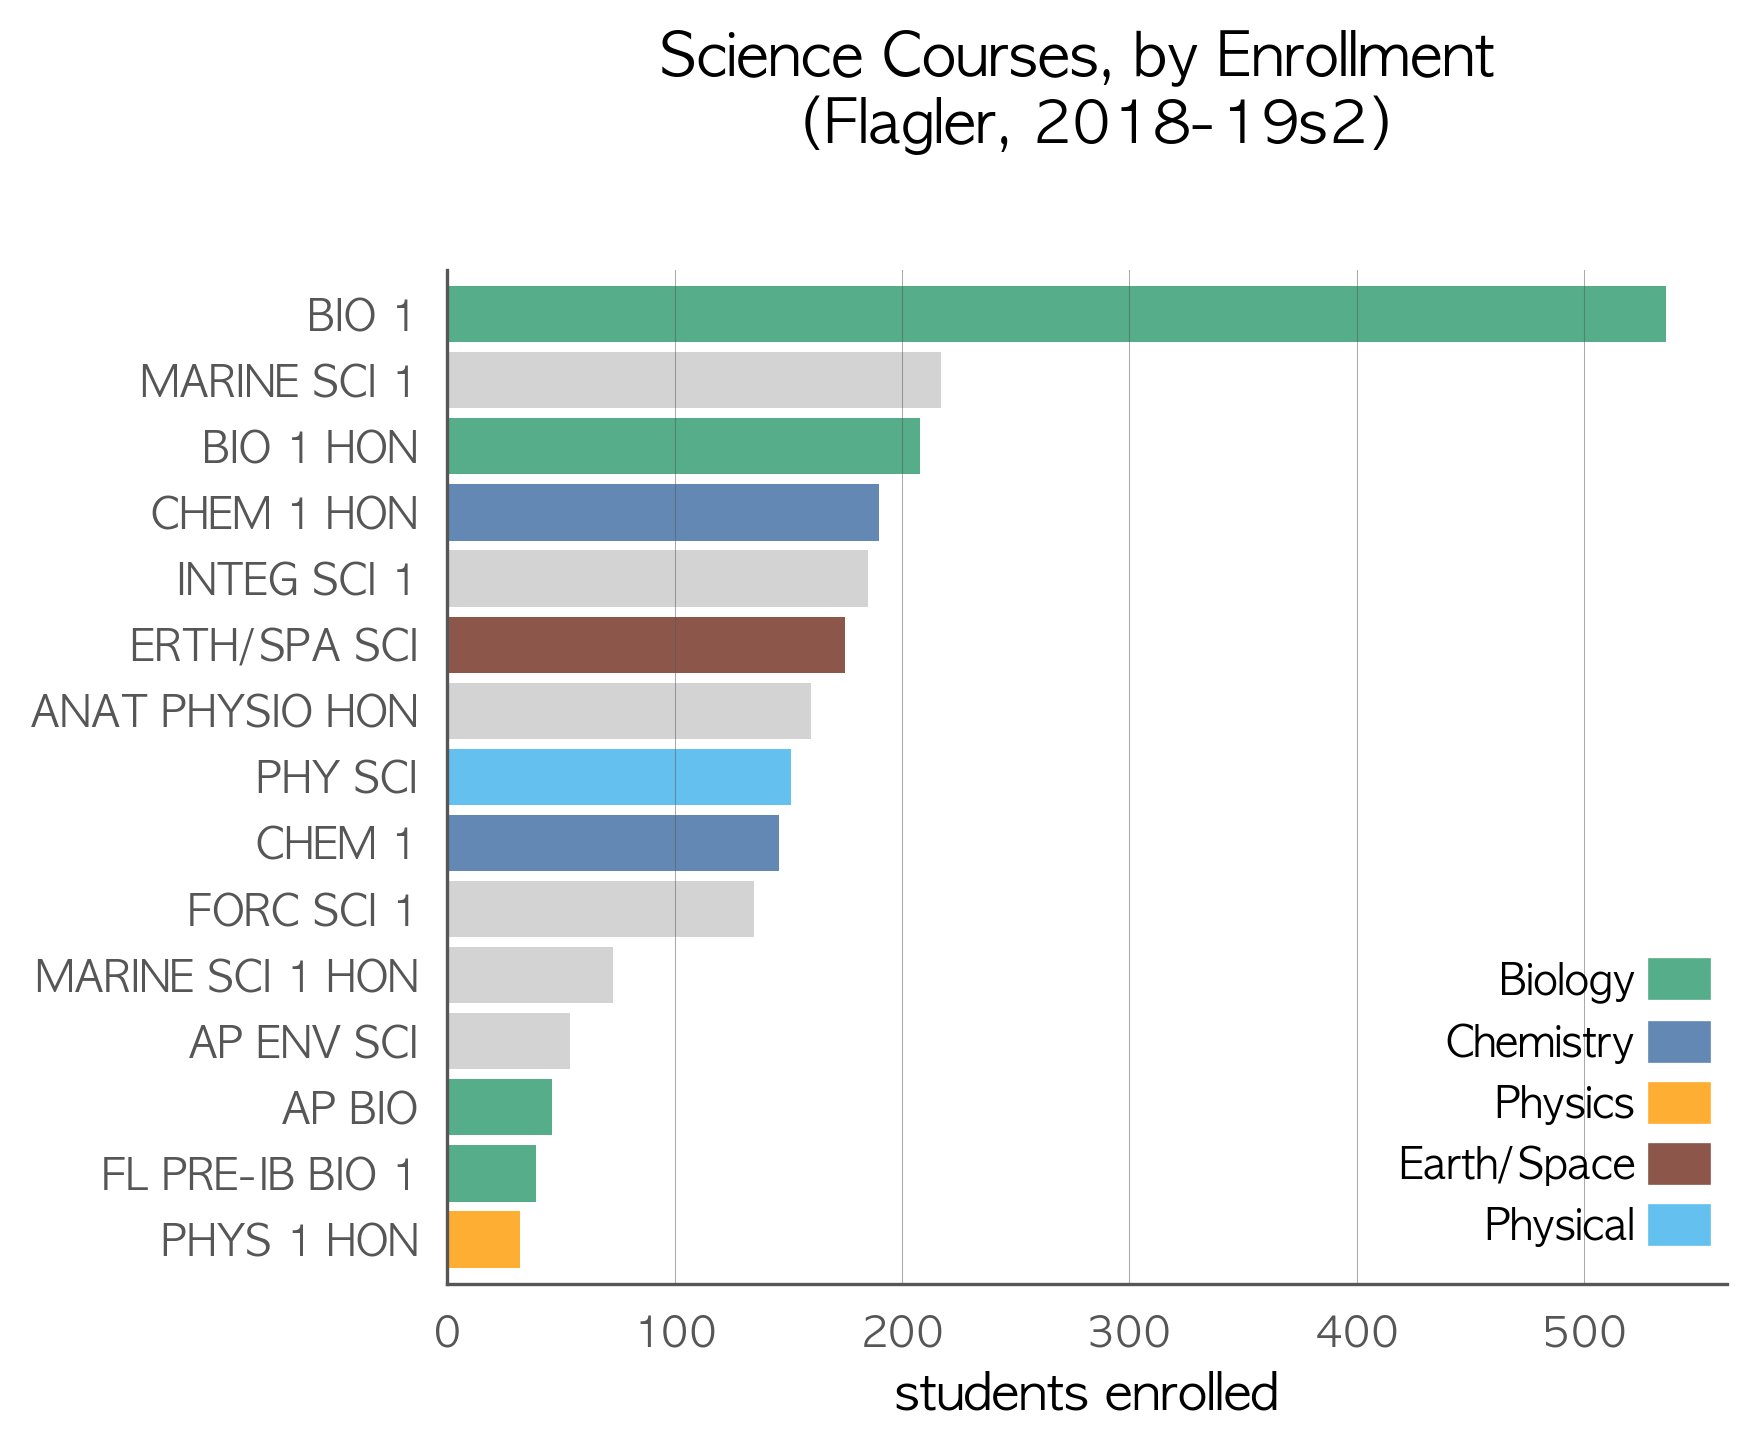 Science Courses, by Enrollment
(Flagler, 2018-19s2)
BIO 1
MARINE SCI 1
BIO 1 HON
CHEM 1 HON
INTEG SCI 1
ERTH/SPA SCI
ANAT PHYSIO HON
PHY SCI
CHEM 1
FORC SCI 1
MARINE SCI 1 HON
AP ENV SCI
AP BIO
FL PRE-IB BIO 1
PHYS 1 HON
Biology
Chemistry
Physics
Earth/Space
Physical
0 100 200 300 400 500
students enrolled